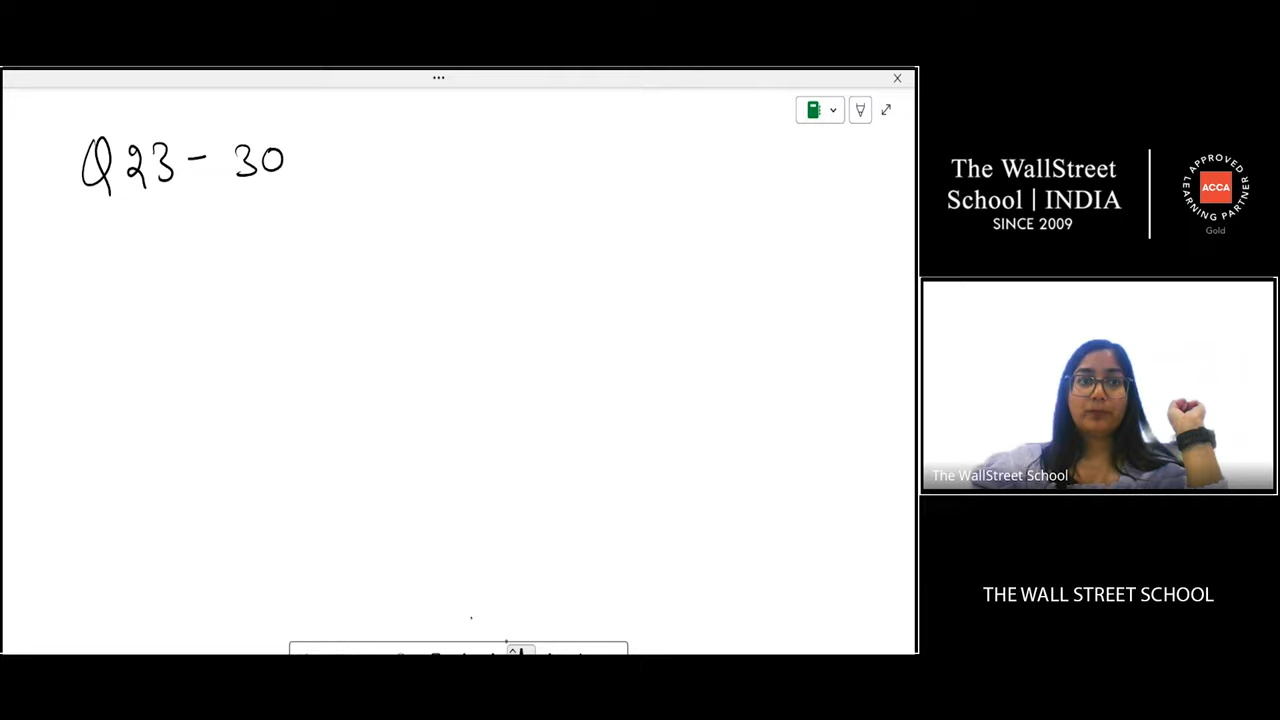 Q 23 - 30
The WallStreet
School | INDIA
SINCE 2009
APPROVED
LEARNING PARTNER
ACCA
Gold
The WallStreet School
THE WALL STREET SCHOOL